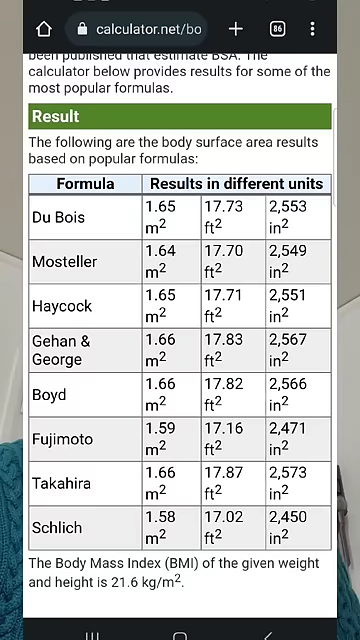 calculator.net/bo
86
been published that estimate BSA. The
calculator below provides results for some of the
most popular formulas.
Result
The following are the body surface area results
based on popular formulas:
Formula Results in different units
Du Bois 1.65 m² 17.73 ft² 2,553 in²
Mosteller 1.64 m² 17.70 ft² 2,549 in²
Haycock 1.65 m² 17.71 ft² 2,551 in²
Gehan & George 1.66 m² 17.83 ft² 2,567 in²
Boyd 1.66 m² 17.82 ft² 2,566 in²
Fujimoto 1.59 m² 17.16 ft² 2,471 in²
Takahira 1.66 m² 17.87 ft² 2,573 in²
Schlich 1.58 m² 17.02 ft² 2,450 in²
The Body Mass Index (BMI) of the given weight
and height is 21.6 kg/m².